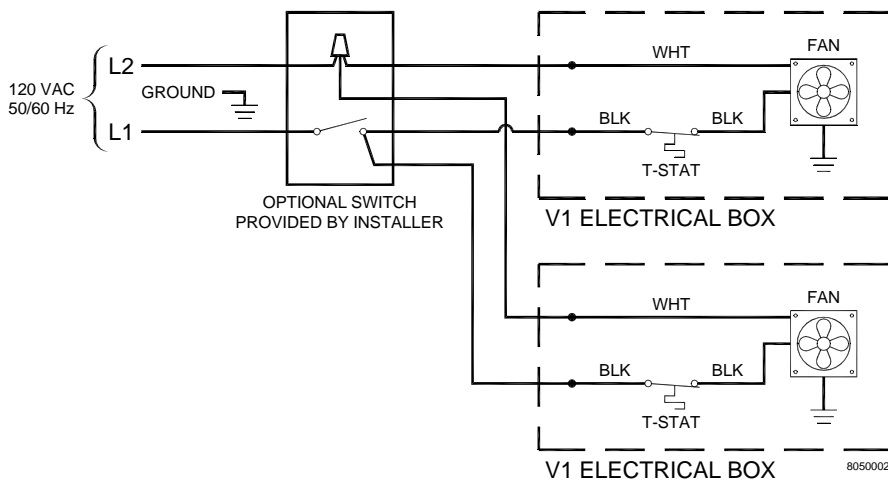 WHT
FAN
L2
120 VAC
50/60 Hz
GROUND
L1
BLK
BLK
T-STAT
OPTIONAL SWITCH
PROVIDED BY INSTALLER
V1 ELECTRICAL BOX
WHT
FAN
BLK
BLK
T-STAT
V1 ELECTRICAL BOX
8050002